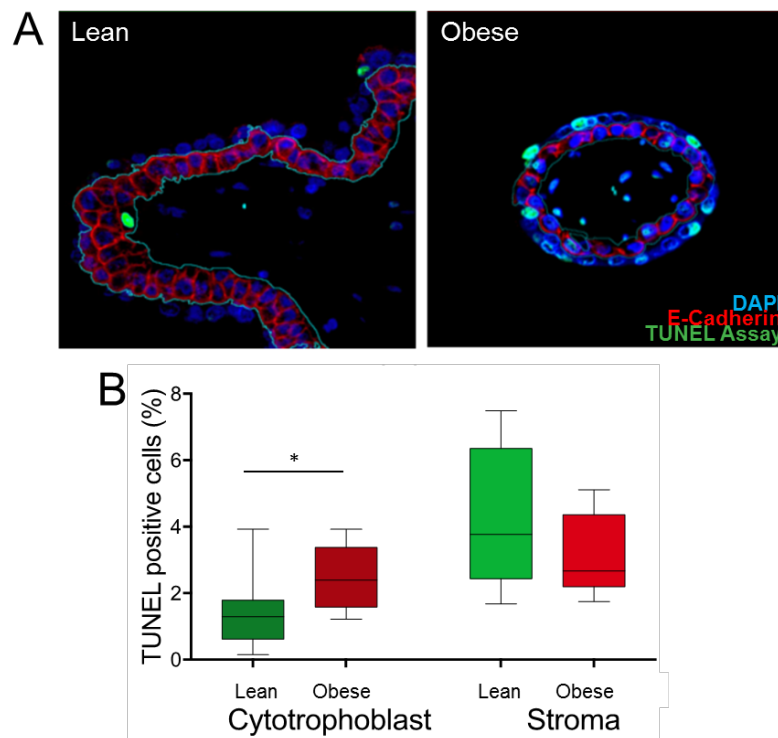 A
Lean
Obese
DAPI
E-Cadherin
TUNEL Assay
B
TUNEL positive cells (%)
8
6
4
2
0
*
Lean
Obese
Lean
Obese
Cytotrophoblast
Stroma